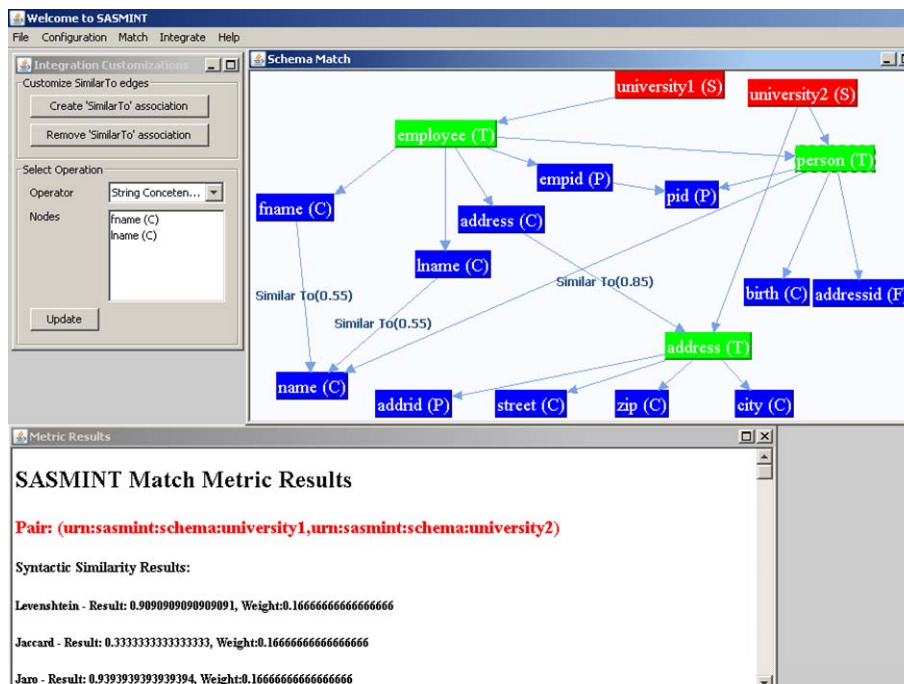 Welcome to SASMINT
File Configuration Match Integrate Help
Integration Customizations
Customize SimilarTo edges
Create 'SimilarTo' association
Remove 'SimilarTo' association
Select Operation
Operator String Conceten...
Nodes fname (C)
lname (C)
Update
Schema Match
university1 (S)
university2 (S)
employee (T)
person (T)
empid (P)
pid (P)
fname (C)
address (C)
lname (C)
Similar To(0.55)
Similar To(0.85)
birth (C) addressid (F)
Similar To(0.55)
address (T)
name (C)
addrid (P) street (C) zip (C) city (C)
Metric Results
SASMINT Match Metric Results
Pair: (urn:sasmint:schema:university1,urn:sasmint:schema:university2)
Syntactic Similarity Results:
Levenshtein - Result: 0.9090909090909091, Weight:0.16666666666666666
Jaccard - Result: 0.3333333333333333, Weight:0.16666666666666666
Jaro - Result: 0.9393939393939394, Weight:0.16666666666666666